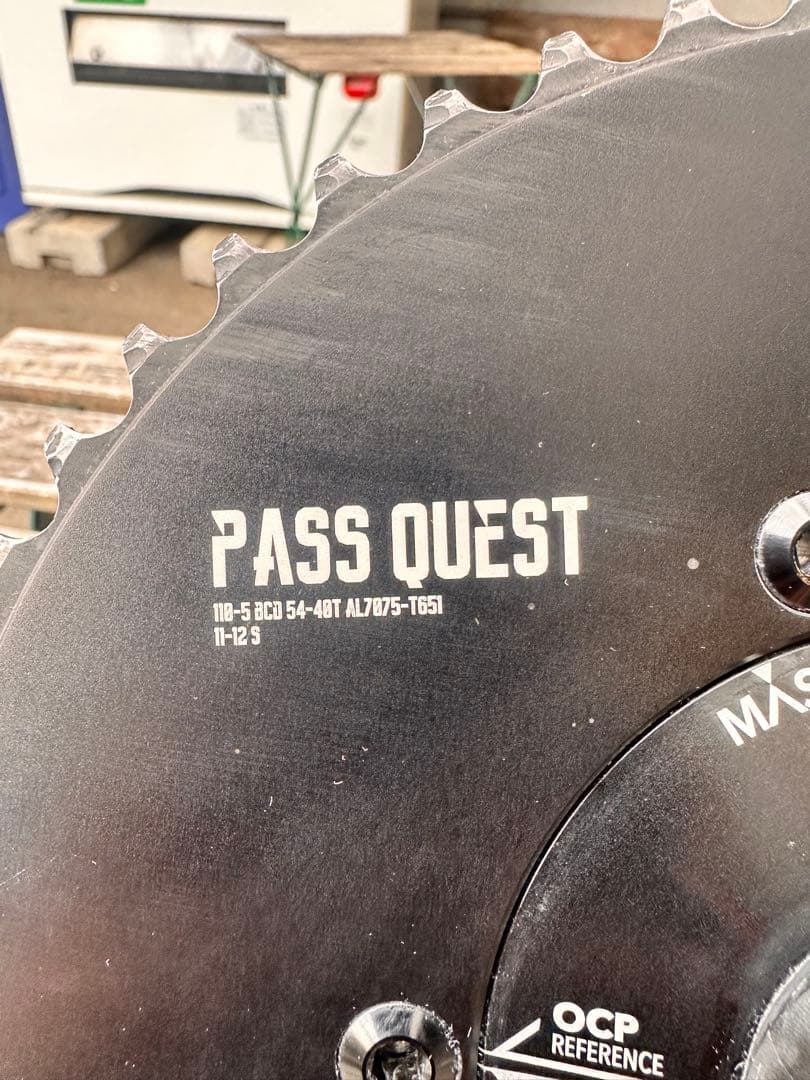 PASS QUEST
110-5 BCD 54-40T AL7075-T651
11-12 S
OCP
REFERENCE